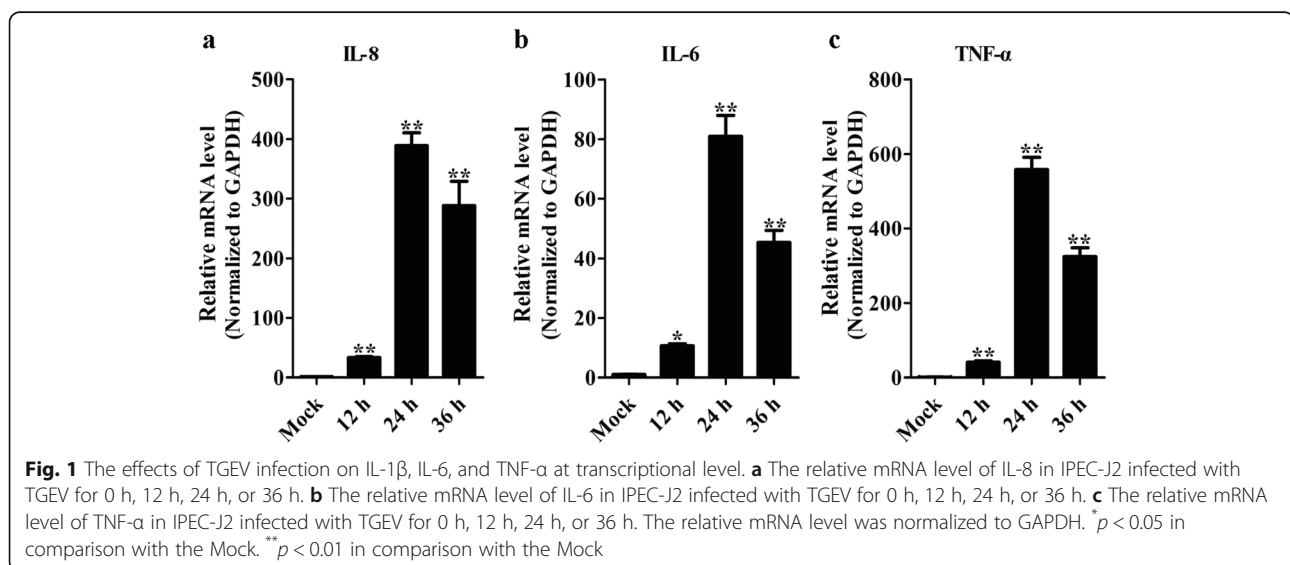 a
IL-8
Relative mRNA level
(Normalized to GAPDH)
500
400
300
200
100
0
**
**
**
Mock
12 h
24 h
36 h
b
IL-6
Relative mRNA level
(Normalized to GAPDH)
100
80
60
40
20
0
*
**
**
Mock
12 h
24 h
36 h
c
TNF-α
Relative mRNA level
(Normalized to GAPDH)
800
600
400
200
0
**
**
**
Mock
12 h
24 h
36 h
Fig. 1 The effects of TGEV infection on IL-1β, IL-6, and TNF-α at transcriptional level. a The relative mRNA level of IL-8 in IPEC-J2 infected with
TGEV for 0 h, 12 h, 24 h, or 36 h. b The relative mRNA level of IL-6 in IPEC-J2 infected with TGEV for 0 h, 12 h, 24 h, or 36 h. c The relative mRNA
level of TNF-α in IPEC-J2 infected with TGEV for 0 h, 12 h, 24 h, or 36 h. The relative mRNA level was normalized to GAPDH. *p < 0.05 in
comparison with the Mock. **p < 0.01 in comparison with the Mock